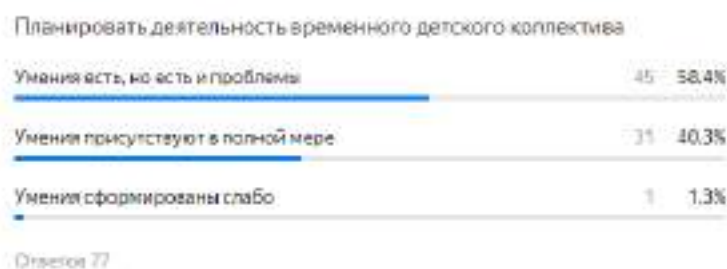 Планировать деятельность временного детского коллектива
Умения есть, но есть и проблемы 45 58.4%
Умения присутствуют в полной мере 31 40.3%
Умения сформированы слабо 1 1.3%
Ответов 77